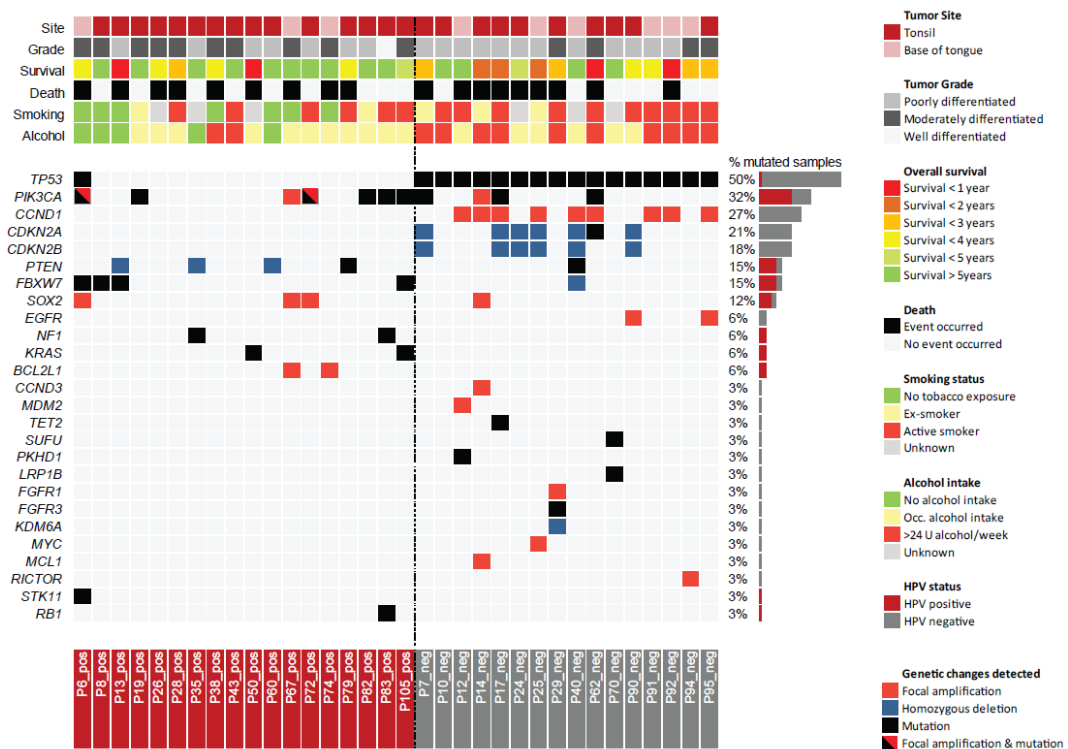 Site
Grade
Survival
Death
Smoking
Alcohol
% mutated samples
TP53 50%
PIK3CA 32%
CCND1 27%
CDKN2A 21%
CDKN2B 18%
PTEN 15%
FBXW7 15%
SOX2 12%
EGFR 6%
NF1 6%
KRAS 6%
BCL2L1 6%
CCND3 3%
MDM2 3%
TET2 3%
SUFU 3%
PKHD1 3%
LRP1B 3%
FGFR1 3%
FGFR3 3%
KDM6A 3%
MYC 3%
MCL1 3%
RICTOR 3%
STK11 3%
RB1 3%
P6_pos
P8_pos
P13_pos
P19_pos
P26_pos
P28_pos
P35_pos
P38_pos
P43_pos
P50_pos
P60_pos
P67_pos
P72_pos
P74_pos
P79_pos
P82_pos
P83_pos
P105_pos
P7_neg
P10_neg
P12_neg
P14_neg
P17_neg
P24_neg
P25_neg
P29_neg
P40_neg
P62_neg
P70_neg
P90_neg
P91_neg
P92_neg
P94_neg
P95_neg
Tumor Site
Tonsil
Base of tongue
Tumor Grade
Poorly differentiated
Moderately differentiated
Well differentiated
Overall survival
Survival < 1 year
Survival < 2 years
Survival < 3 years
Survival < 4 years
Survival < 5 years
Survival > 5years
Death
Event occurred
No event occurred
Smoking status
No tobacco exposure
Ex-smoker
Active smoker
Unknown
Alcohol intake
No alcohol intake
Occ. alcohol intake
>24 U alcohol/week
Unknown
HPV status
HPV positive
HPV negative
Genetic changes detected
Focal amplification
Homozygous deletion
Mutation
Focal amplification & mutation